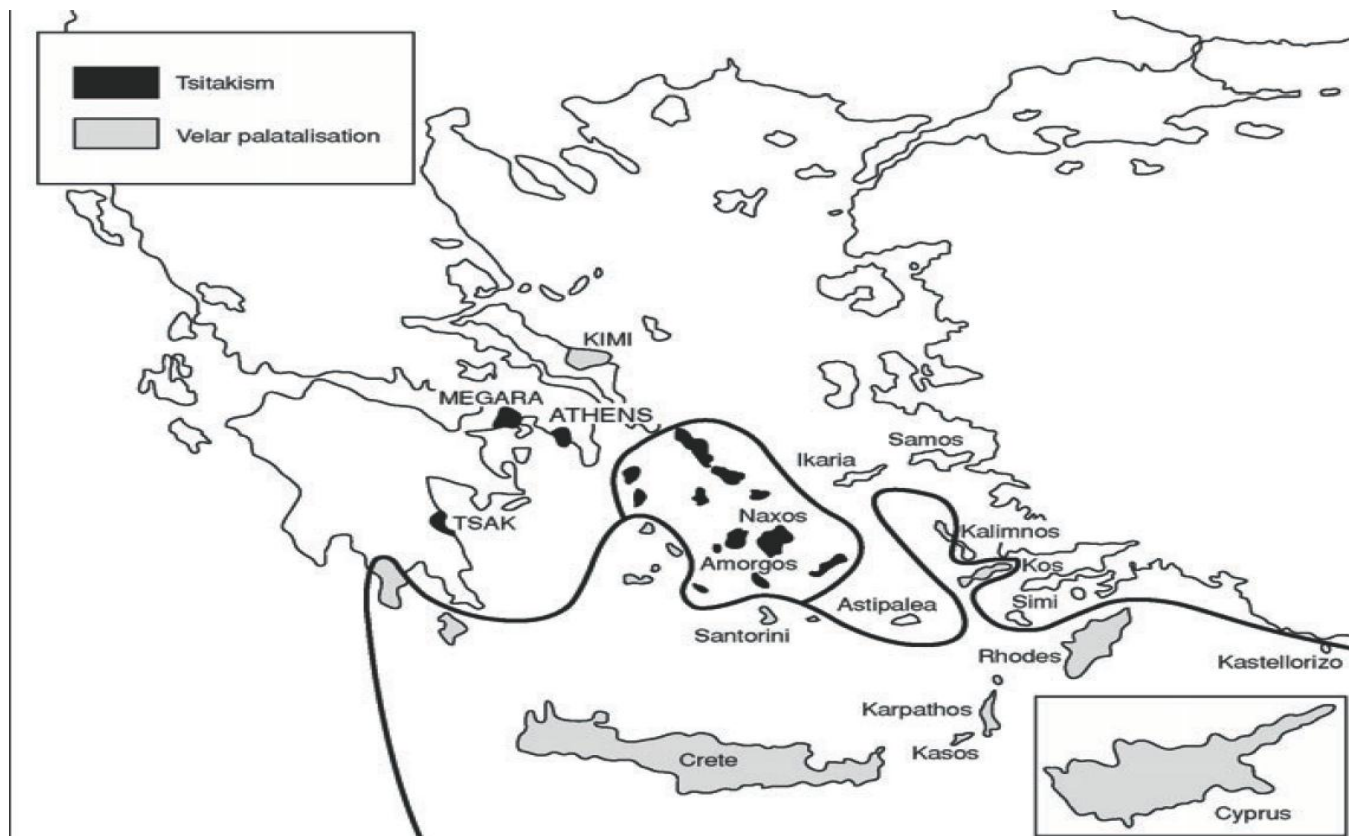 Tsitakism
Velar palatalisation
KIMI
MEGARA
ATHENS
Samos
Ikaria
TSAK
Naxos
Kalimnos
Amorgos
Kos
Astipalea
Simi
Santorini
Rhodes
Kastellorizo
Karpathos
Kasos
Crete
Cyprus